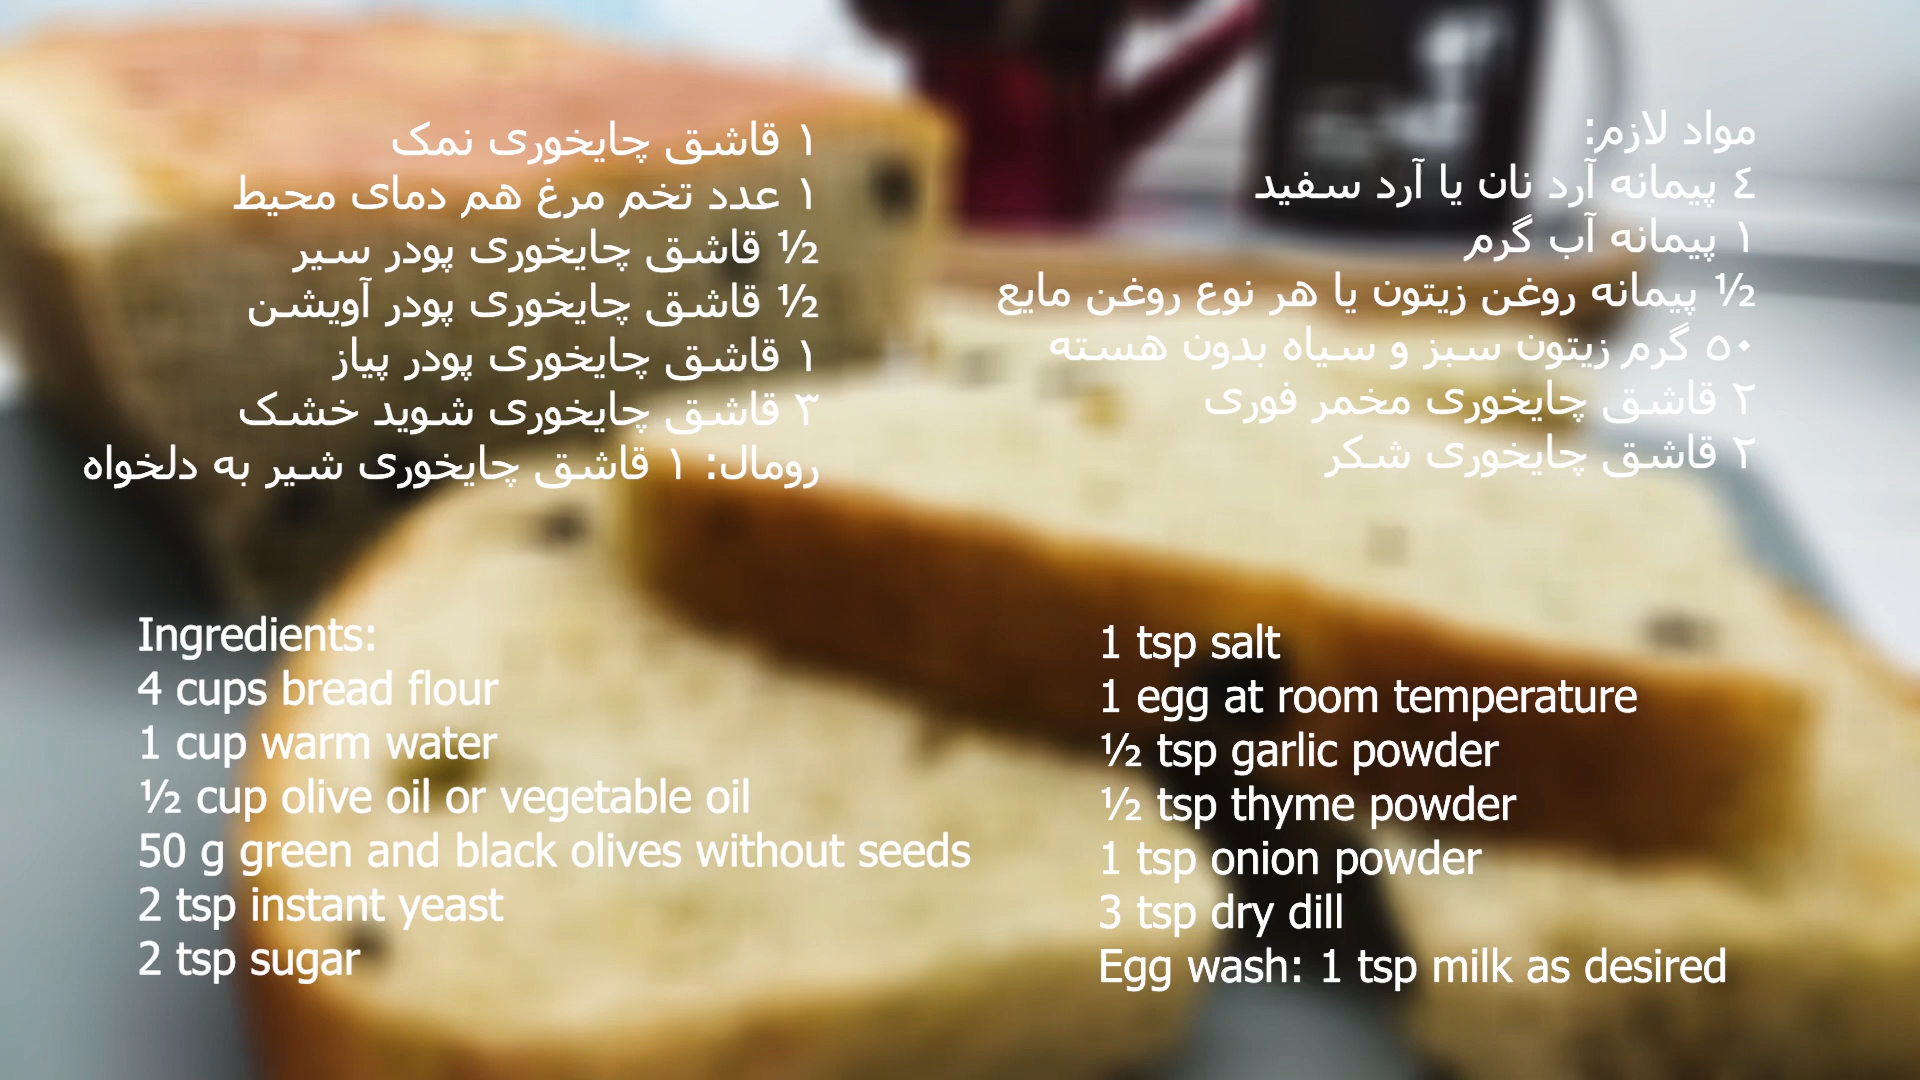 مواد لازم:
٤ پیمانه آرد نان یا آرد سفید
١ پیمانه آب گرم
½ پیمانه روغن زیتون یا هر نوع روغن مایع
٥٠ گرم زیتون سبز و سیاه بدون هسته
٢ قاشق چایخوری مخمر فوری
٢ قاشق چایخوری شکر
١ قاشق چایخوری نمک
١ عدد تخم مرغ هم دمای محیط
½ قاشق چایخوری پودر سیر
½ قاشق چایخوری پودر آویشن
١ قاشق چایخوری پودر پیاز
٣ قاشق چایخوری شوید خشک
رومال: ١ قاشق چایخوری شیر به دلخواه
Ingredients:
4 cups bread flour
1 cup warm water
½ cup olive oil or vegetable oil
50 g green and black olives without seeds
2 tsp instant yeast
2 tsp sugar
1 tsp salt
1 egg at room temperature
½ tsp garlic powder
½ tsp thyme powder
1 tsp onion powder
3 tsp dry dill
Egg wash: 1 tsp milk as desired